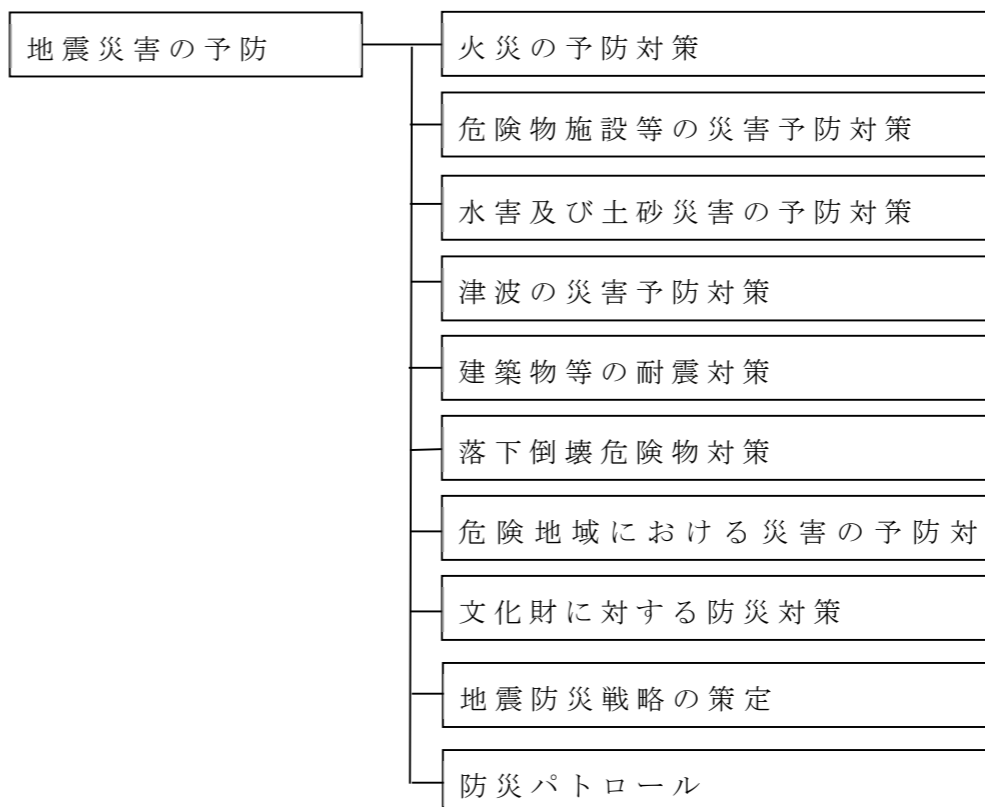 地震災害の予防
火災の予防対策
危険物施設等の災害予防対策
水害及び土砂災害の予防対策
津波の災害予防対策
建築物等の耐震対策
落下倒壊危険物対策
危険地域における災害の予防対
文化財に対する防災対策
地震防災戦略の策定
防災パトロール